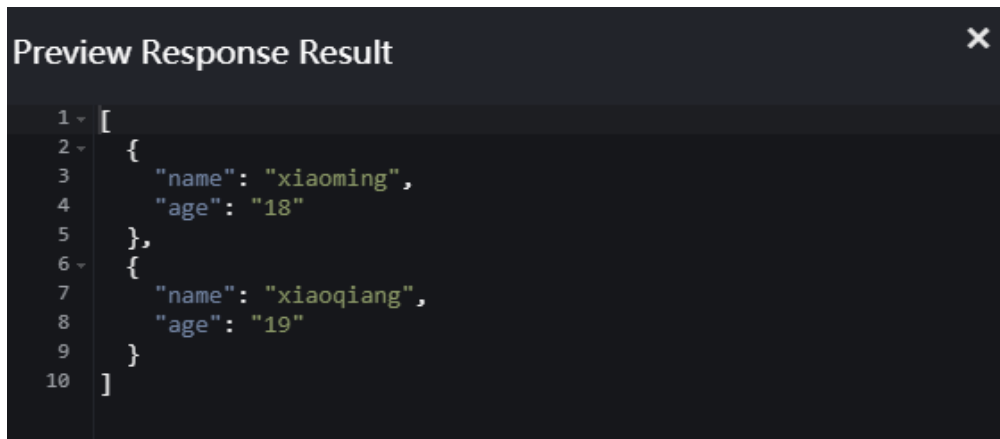 Preview Response Result ×
1 [
2 {
3 "name": "xiaoming",
4 "age": "18"
5 },
6 {
7 "name": "xiaoqiang",
8 "age": "19"
9 }
10 ]